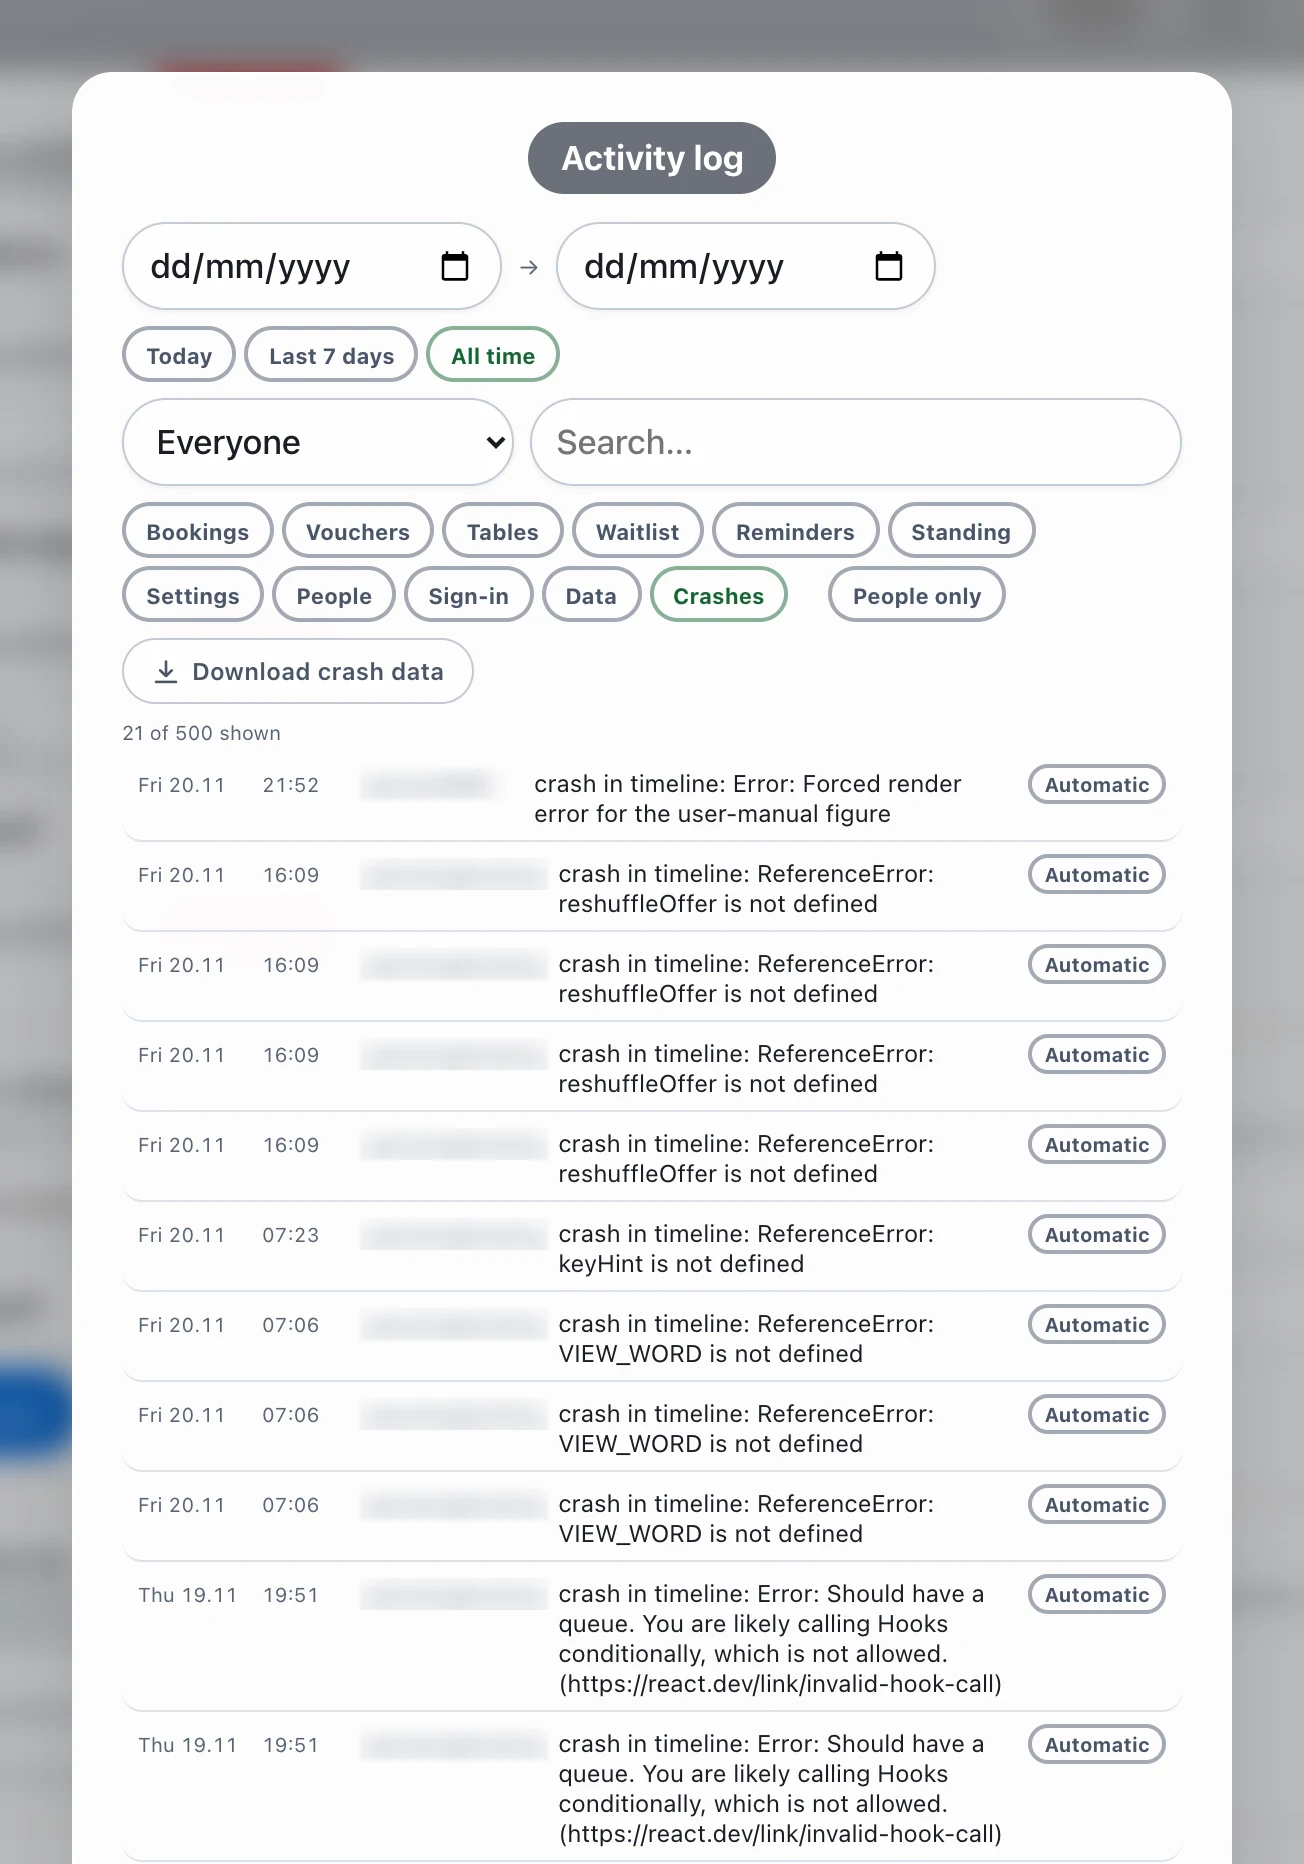 Activity log
dd/mm/yyyy → dd/mm/yyyy
Today Last 7 days All time
Everyone Search...
Bookings Vouchers Tables Waitlist Reminders Standing
Settings People Sign-in Data Crashes People only
Download crash data
21 of 500 shown
Fri 20.11 21:52 crash in timeline: Error: Forced render Automatic
error for the user-manual figure
Fri 20.11 16:09 crash in timeline: ReferenceError: Automatic
reshuffleOffer is not defined
Fri 20.11 16:09 crash in timeline: ReferenceError: Automatic
reshuffleOffer is not defined
Fri 20.11 16:09 crash in timeline: ReferenceError: Automatic
reshuffleOffer is not defined
Fri 20.11 16:09 crash in timeline: ReferenceError: Automatic
reshuffleOffer is not defined
Fri 20.11 07:23 crash in timeline: ReferenceError: Automatic
keyHint is not defined
Fri 20.11 07:06 crash in timeline: ReferenceError: Automatic
VIEW_WORD is not defined
Fri 20.11 07:06 crash in timeline: ReferenceError: Automatic
VIEW_WORD is not defined
Fri 20.11 07:06 crash in timeline: ReferenceError: Automatic
VIEW_WORD is not defined
Thu 19.11 19:51 crash in timeline: Error: Should have a Automatic
queue. You are likely calling Hooks
conditionally, which is not allowed.
(https://react.dev/link/invalid-hook-call)
Thu 19.11 19:51 crash in timeline: Error: Should have a Automatic
queue. You are likely calling Hooks
conditionally, which is not allowed.
(https://react.dev/link/invalid-hook-call)